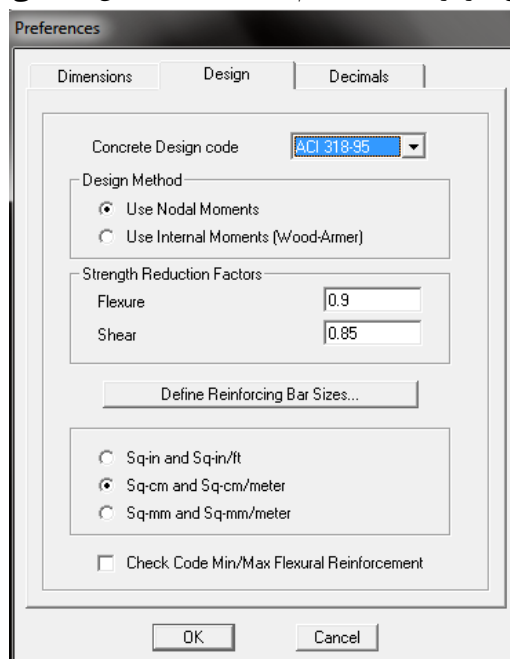 Preferences
Dimensions Design Decimals
Concrete Design code ACI 318-95
Design Method
Use Nodal Moments
Use Internal Moments (Wood-Armer)
Strength Reduction Factors
Flexure 0.9
Shear 0.85
Define Reinforcing Bar Sizes...
Sq-in and Sq-in/ft
Sq-cm and Sq-cm/meter
Sq-mm and Sq-mm/meter
Check Code Min/Max Flexural Reinforcement
OK Cancel